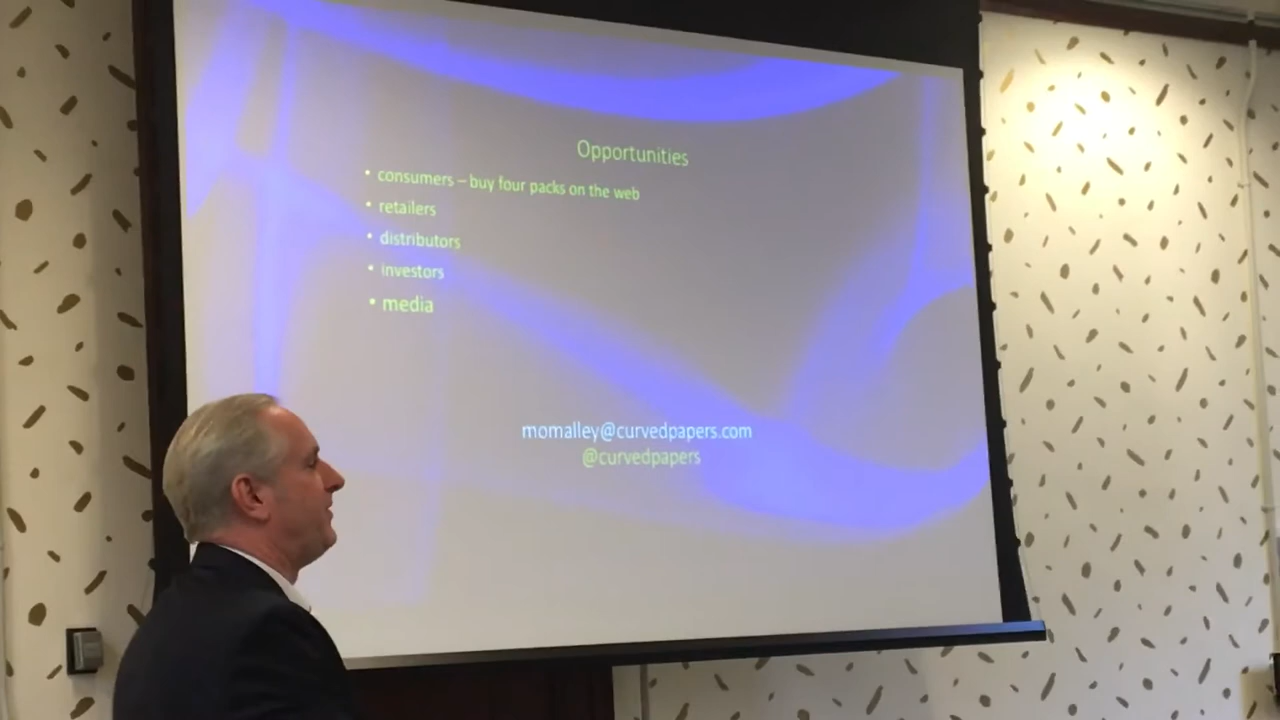 Opportunities
• consumers – buy four packs on the web
• retailers
• distributors
• investors
• media
momalley@curvedpapers.com
@curvedpapers